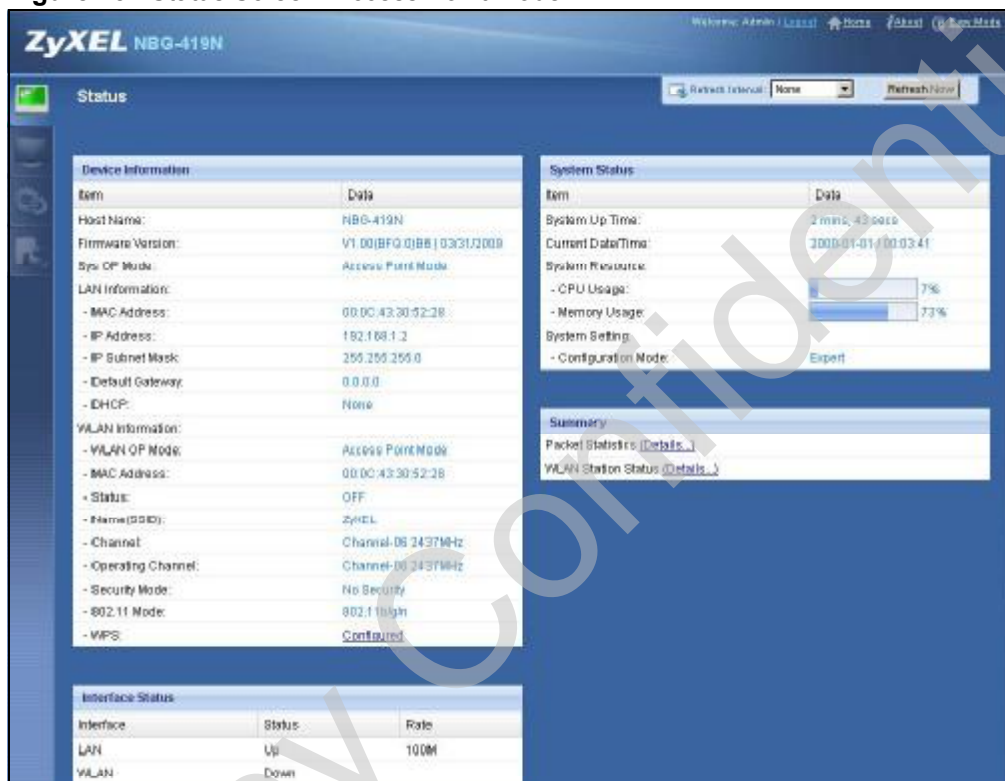 Welcome: Admin | Logout Home About
ZyXEL NBG-419N
Status
Refresh Interval: None Refresh Now
Device Information
Item Data
Host Name: NBG-419N
Firmware Version: V1.00(BFQ.0)B8 | 03/31/2009
Sys OP Mode: Access Point Mode
LAN Information:
- MAC Address: 00:0C:43:30:52:28
- IP Address: 192.168.1.2
- IP Subnet Mask: 255.255.255.0
- Default Gateway: 0.0.0.0
- DHCP: None
WLAN Information:
- WLAN OP Mode: Access Point Mode
- MAC Address: 00:0C:43:30:52:28
- Status: OFF
- Name(SSID): ZyXEL
- Channel: Channel-06 2437MHz
- Operating Channel: Channel-06 2437MHz
- Security Mode: No Security
- 802.11 Mode: 802.11b/g/n
- WPS: Configured
Interface Status
Interface Status Rate
LAN Up 100M
WLAN Down
System Status
Item Data
System Up Time: 2 mins, 43 secs
Current Date/Time: 2000-01-01 / 00:03:41
System Resource:
- CPU Usage: 7%
- Memory Usage: 73%
System Setting:
- Configuration Mode: Expert
Summary
Packet Statistics (Details...)
WLAN Station Status (Details...)